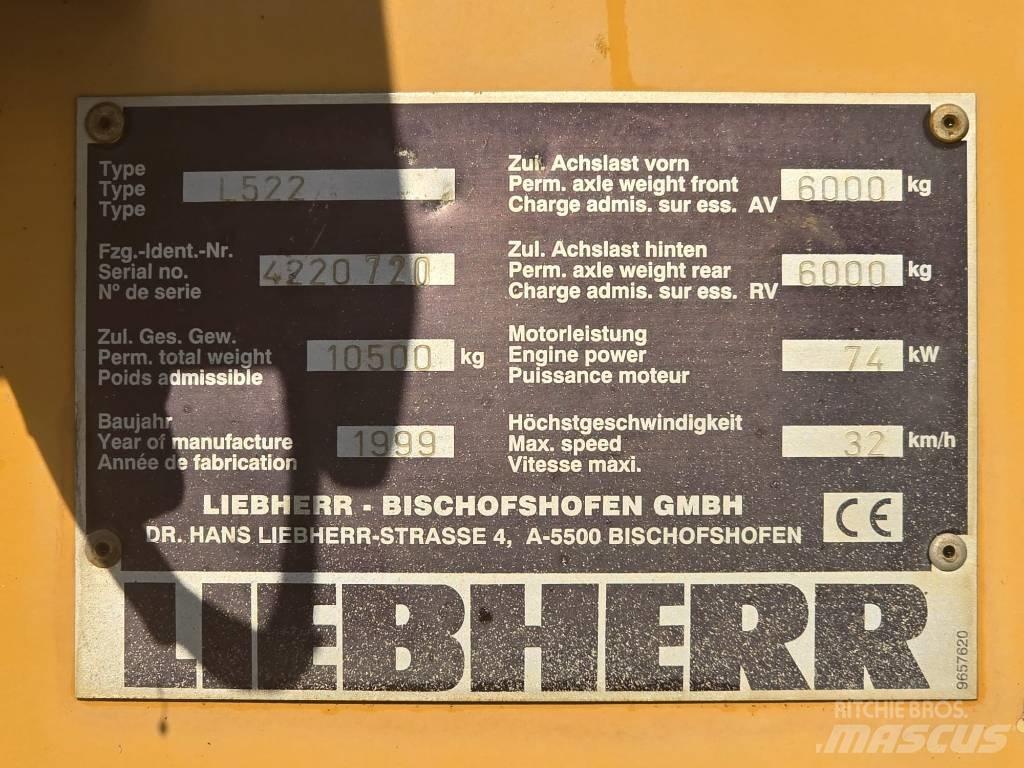 Type
Type L522
Type
Fzg.-Ident.-Nr.
Serial no. 4220720
Nº de serie
Zul. Ges. Gew.
Perm. total weight 10500 kg
Poids admissible
Baujahr
Year of manufacture 1999
Année de fabrication
Zul. Achslast vorn
Perm. axle weight front 6000 kg
Charge admis. sur ess. AV
Zul. Achslast hinten
Perm. axle weight rear 6000 kg
Charge admis. sur ess. RV
Motorleistung
Engine power 74 kW
Puissance moteur
Höchstgeschwindigkeit
Max. speed 32 km/h
Vitesse maxi.
LIEBHERR - BISCHOFSHOFEN GMBH
DR. HANS LIEBHERR-STRASSE 4, A-5500 BISCHOFSHOFEN
CE
LIEBHERR
9657620
RITCHIE BROS.
MASCUS